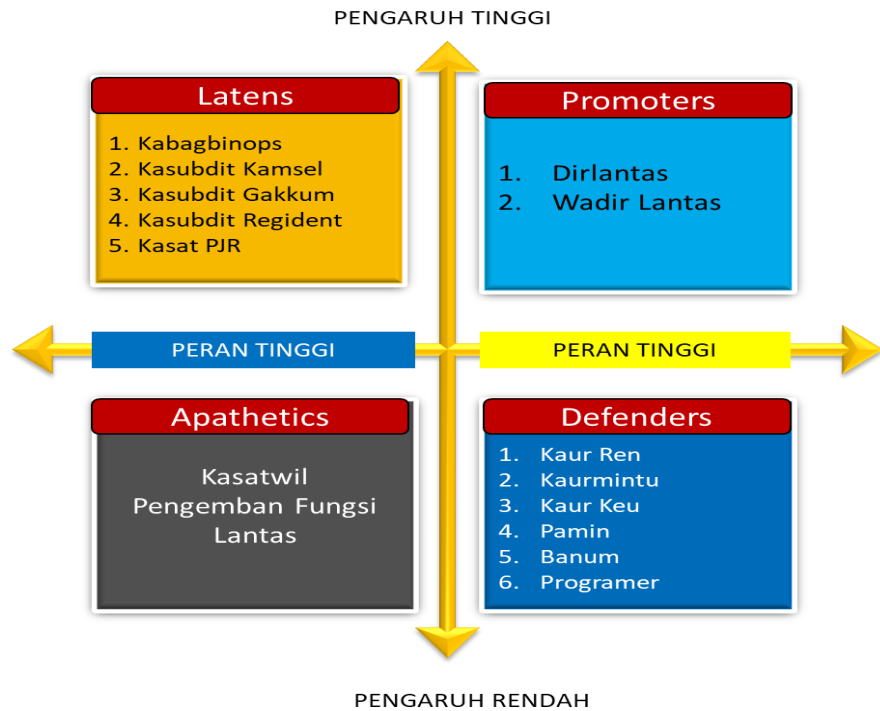 PENGARUH TINGGI
Latens
1. Kabagbinops
2. Kasubdit Kamsel
3. Kasubdit Gakkum
4. Kasubdit Regident
5. Kasat PJR
Promoters
1. Dirlantas
2. Wadir Lantas
PERAN TINGGI
PERAN TINGGI
Apathetics
Kasatwil
Pengemban Fungsi
Lantas
Defenders
1. Kaur Ren
2. Kaurmintu
3. Kaur Keu
4. Pamin
5. Banum
6. Programer
PENGARUH RENDAH